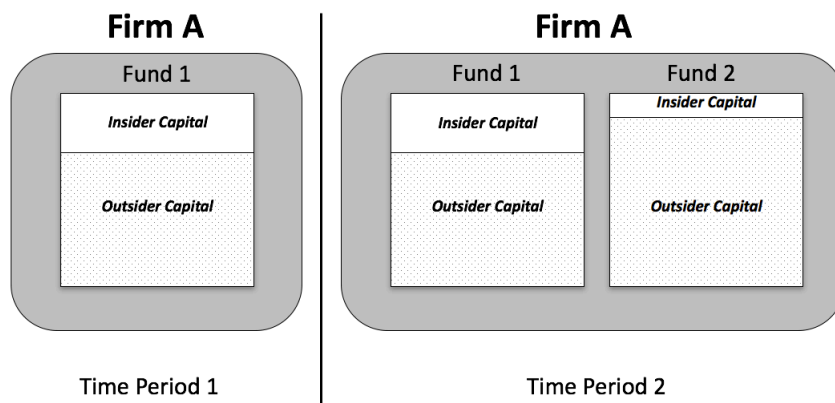 Firm A
Fund 1
Insider Capital
Outsider Capital
Time Period 1
Firm A
Fund 1
Fund 2
Insider Capital
Insider Capital
Outsider Capital
Outsider Capital
Time Period 2